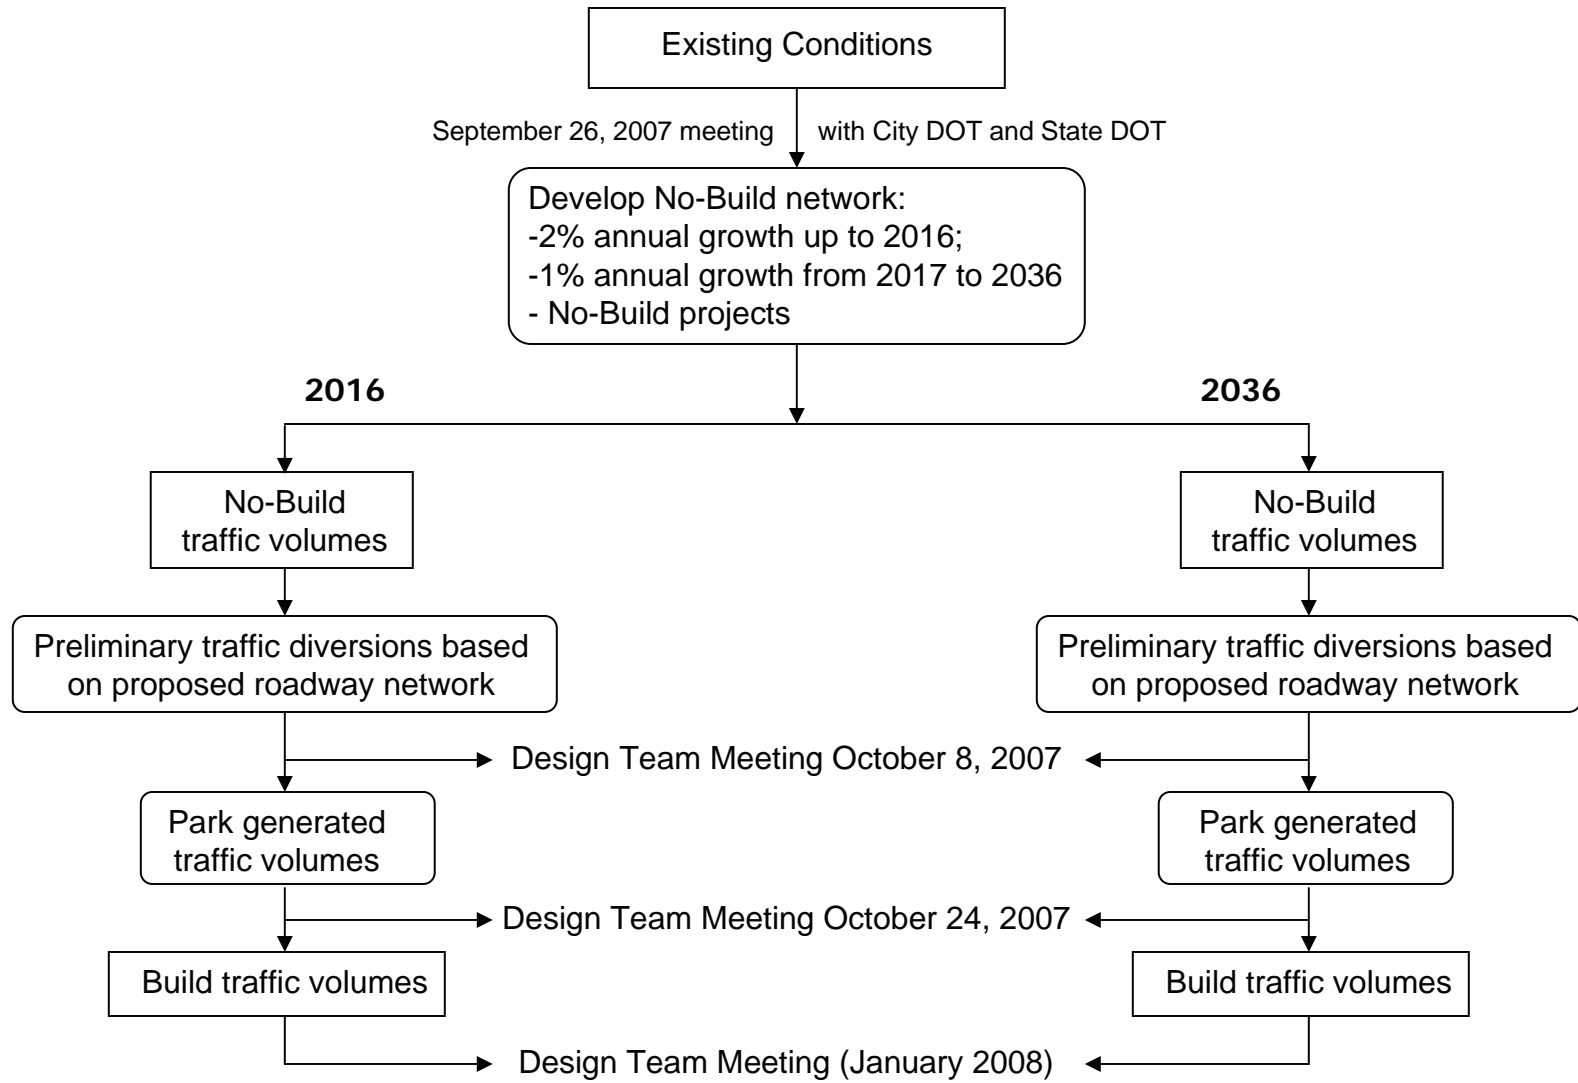 Existing Conditions
September 26, 2007 meeting with City DOT and State DOT
Develop No-Build network:
-2% annual growth up to 2016;
-1% annual growth from 2017 to 2036
- No-Build projects
2016
2036
No-Build
traffic volumes
No-Build
traffic volumes
Preliminary traffic diversions based
on proposed roadway network
Preliminary traffic diversions based
on proposed roadway network
Design Team Meeting October 8, 2007
Park generated
traffic volumes
Park generated
traffic volumes
Design Team Meeting October 24, 2007
Build traffic volumes
Build traffic volumes
Design Team Meeting (January 2008)